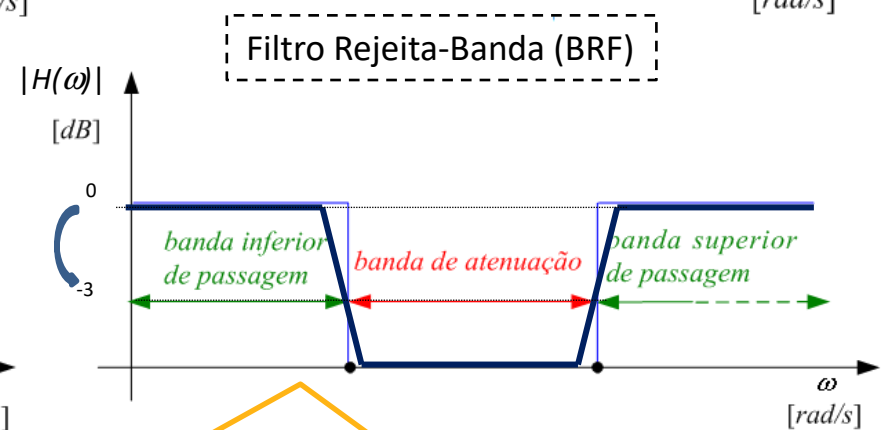 /s]
[rad/s]
Filtro Rejeita-Banda (BRF)
|H(ω)|
[dB]
0
banda inferior
de passagem
banda de atenuação
banda superior
de passagem
-3
ω
[rad/s]
]